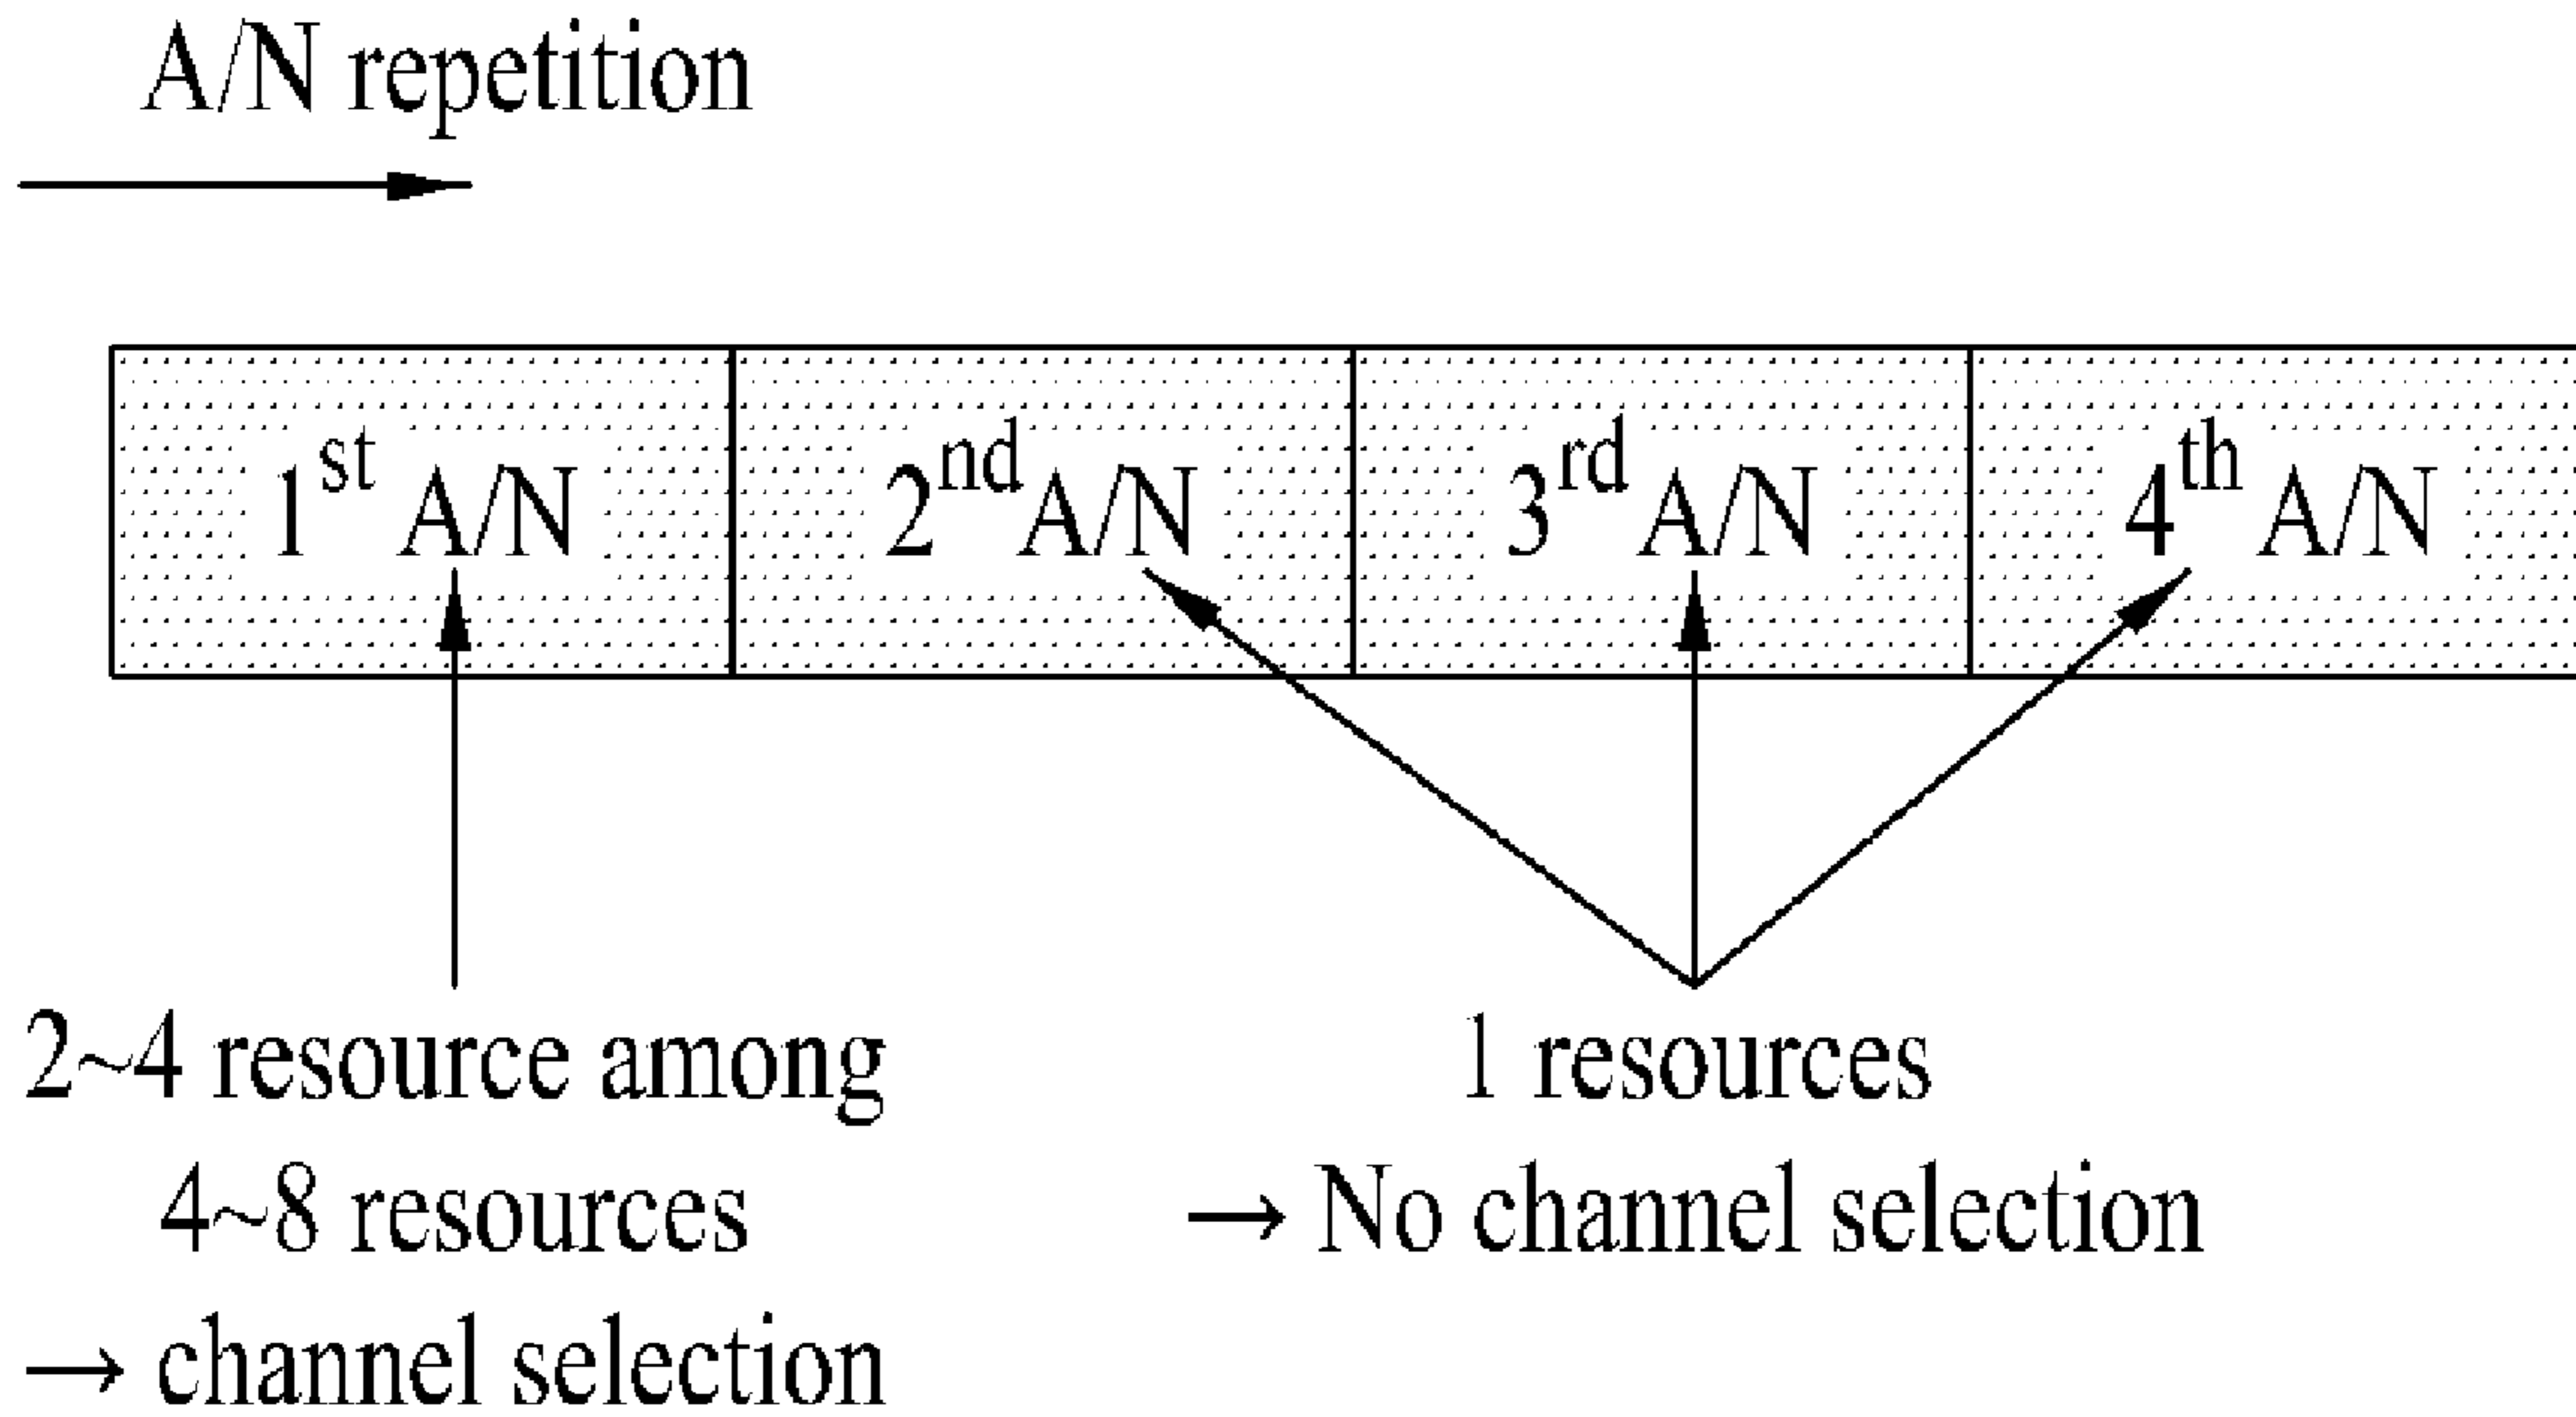 A/N repetition
1st A/N 2nd A/N 3rd A/N 4th A/N
2~4 resource among
4~8 resources
→ channel selection
1 resources
→ No channel selection